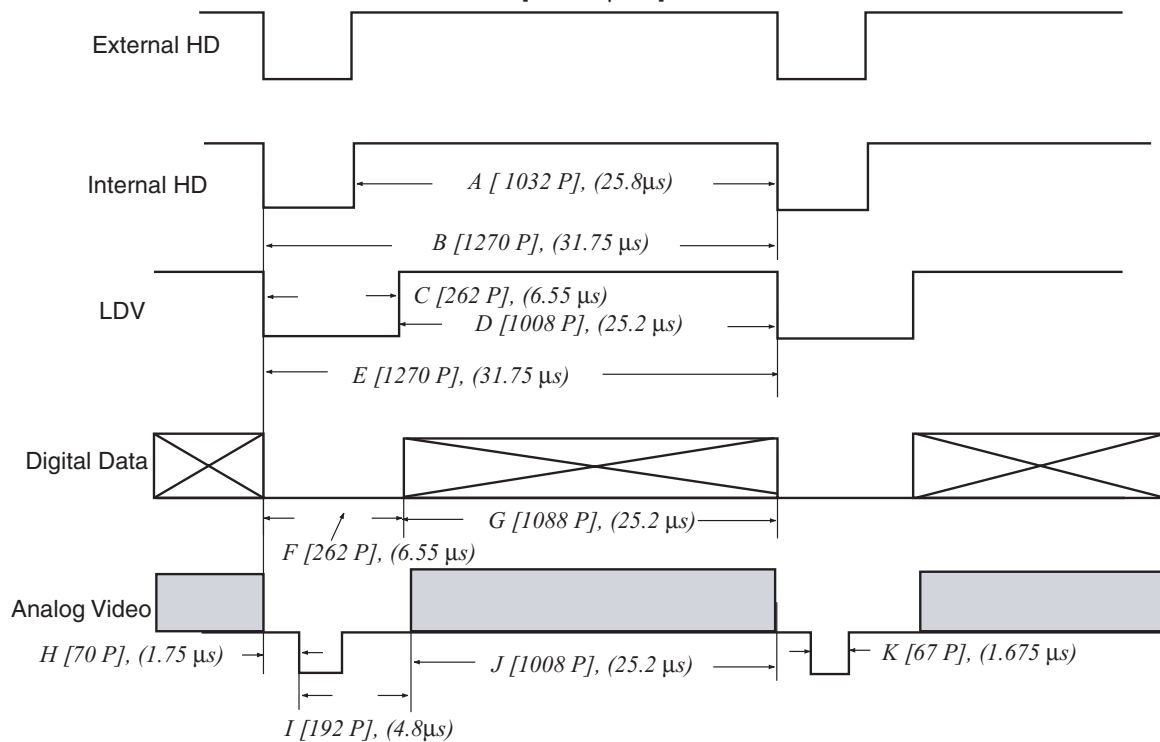 External HD
Internal HD
A [ 1032 P], (25.8µs)
B [1270 P], (31.75 µs)
LDV
C [262 P], (6.55 µs)
D [1008 P], (25.2 µs)
E [1270 P], (31.75 µs)
Digital Data
G [1088 P], (25.2 µs)
F [262 P], (6.55 µs)
Analog Video
H [70 P], (1.75 µs)
J [1008 P], (25.2 µs)
K [67 P], (1.675 µs)
I [192 P], (4.8µs)